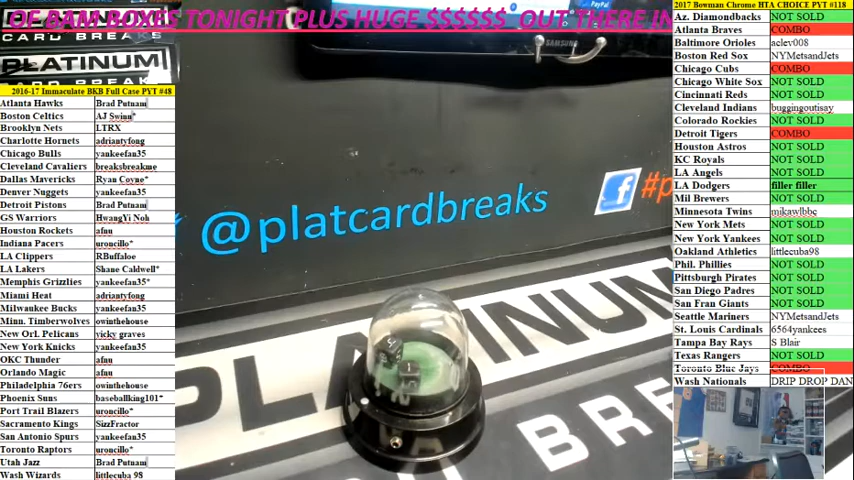 OF BAM BOXES TONIGHT PLUS HUGE $$$$$$ OUT THERE IN
PayPal
SAMSUNG
CARD BREAKS
PLATINUM
2016-17 Immaculate BKB Full Case PYT #48
Atlanta Hawks Brad Putnam
Boston Celtics AJ Swinu*
Brooklyn Nets LTRX
Charlotte Hornets adriantyfong
Chicago Bulls yankeefan35
Cleveland Cavaliers breaksbreakme
Dallas Mavericks Ryan Coyne*
Denver Nuggets yankeefan35
Detroit Pistons Brad Putnam
GS Warriors HwangYi Noh
Houston Rockets afau
Indiana Pacers uroncillo*
LA Clippers RBuffaloe
LA Lakers Shane Caldwell*
Memphis Grizzlies yankeefan35*
Miami Heat adriantyfong
Milwaukee Bucks yankeefan35
Minn. Timberwolves owinthehouse
New Orl. Pelicans vicky graves
New York Knicks yankeefan35
OKC Thunder afau
Orlando Magic afau
Philadelphia 76ers owinthehouse
Phoenix Suns baseballking101*
Port Trail Blazers uroncillo*
Sacramento Kings SizzFractor
San Antonio Spurs yankeefan35
Toronto Raptors uroncillo*
Utah Jazz Brad Putnam
Wash Wizards littlecuba 98
@platcardbreaks
f #p
PLATINUM
BRE
2017 Bowman Chrome HTA CHOICE PYT #118
Az. Diamondbacks NOT SOLD
Atlanta Braves COMBO
Baltimore Orioles aclev008
Boston Red Sox NYMetsandJets
Chicago Cubs COMBO
Chicago White Sox NOT SOLD
Cincinnati Reds NOT SOLD
Cleveland Indians buggingoutisay
Colorado Rockies NOT SOLD
Detroit Tigers COMBO
Houston Astros NOT SOLD
KC Royals NOT SOLD
LA Angels NOT SOLD
LA Dodgers filler filler
Mil Brewers NOT SOLD
Minnesota Twins mikawlbbc
New York Mets NOT SOLD
New York Yankees NOT SOLD
Oakland Athletics littlecuba98
Phil. Phillies NOT SOLD
Pittsburgh Pirates NOT SOLD
San Diego Padres NOT SOLD
San Fran Giants NOT SOLD
Seattle Mariners NYMetsandJets
St. Louis Cardinals 6564yankees
Tampa Bay Rays S Blair
Texas Rangers NOT SOLD
Toronto Blue Jays COMBO
Wash Nationals DRIP DROP DAN